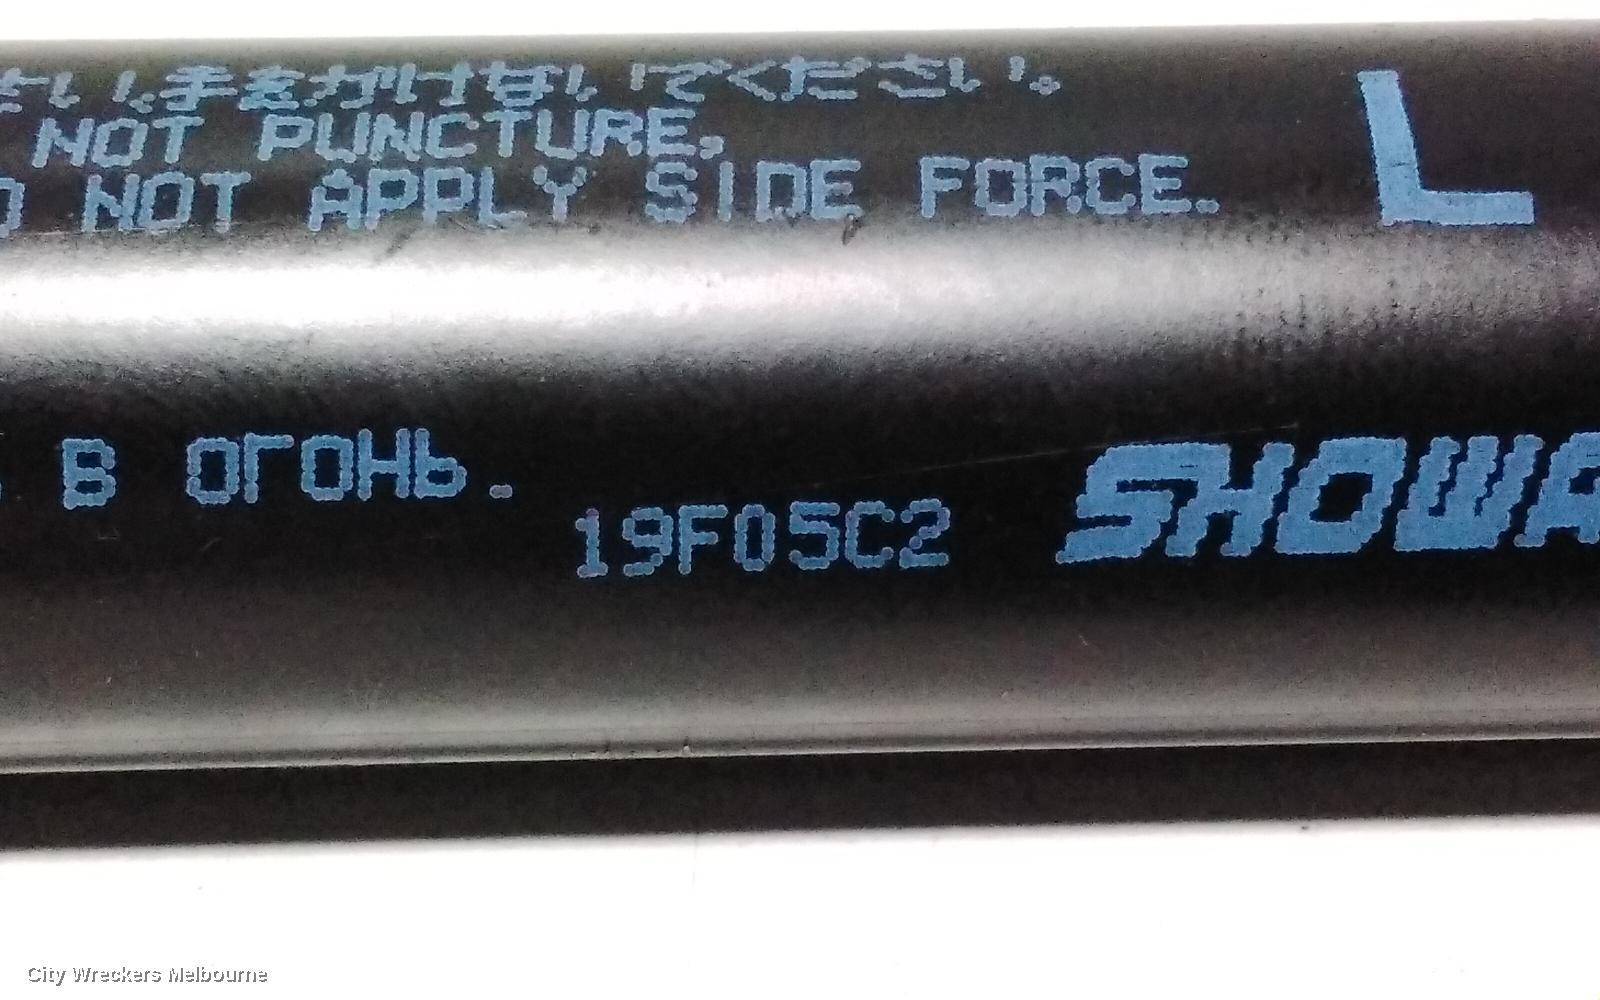 さい。手をかけないでください。
NOT PUNCTURE,
NOT APPLY SIDE FORCE.
L
В ОГОНЬ.
19F05C2
SHOWA
City Wreckers Melbourne